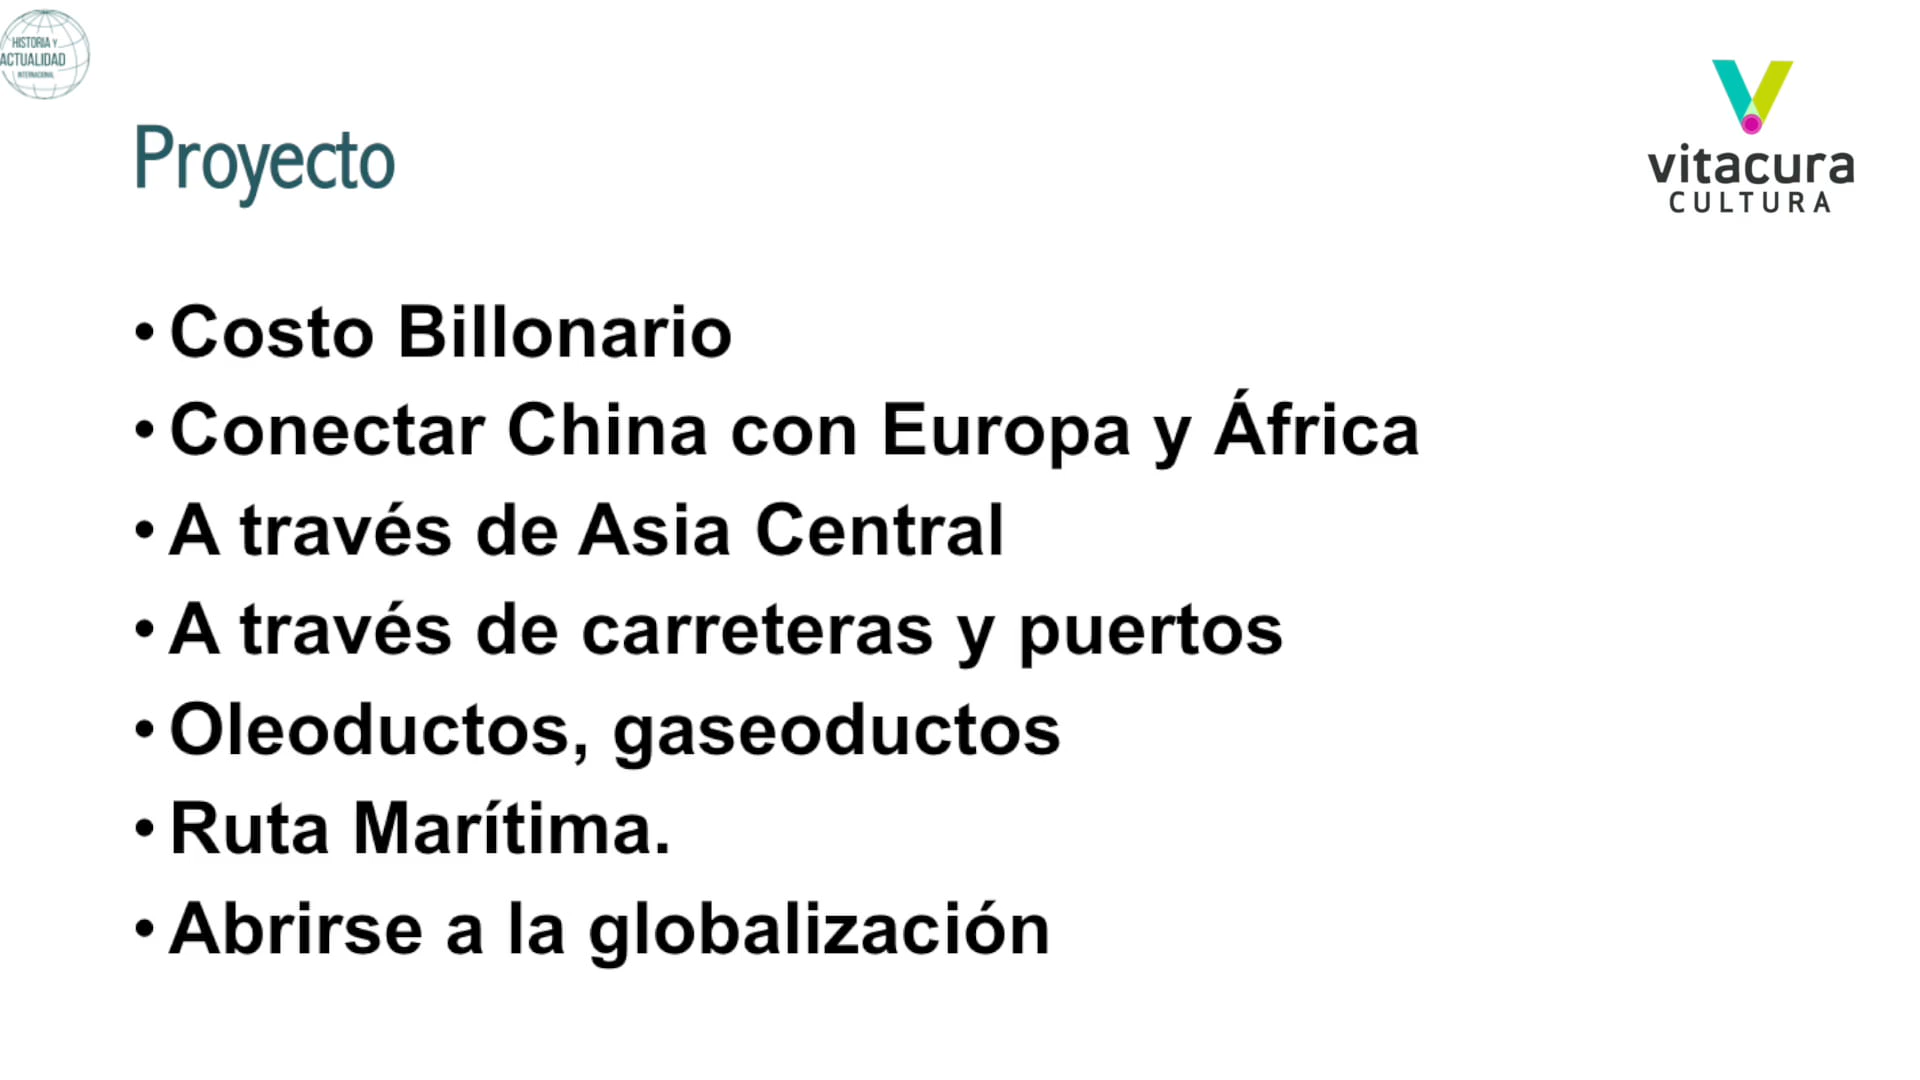 HISTORIA Y
ACTUALIDAD
INTERNACIONAL
vitacura
CULTURA
Proyecto
• Costo Billonario
• Conectar China con Europa y África
• A través de Asia Central
• A través de carreteras y puertos
• Oleoductos, gaseoductos
• Ruta Marítima.
• Abrirse a la globalización